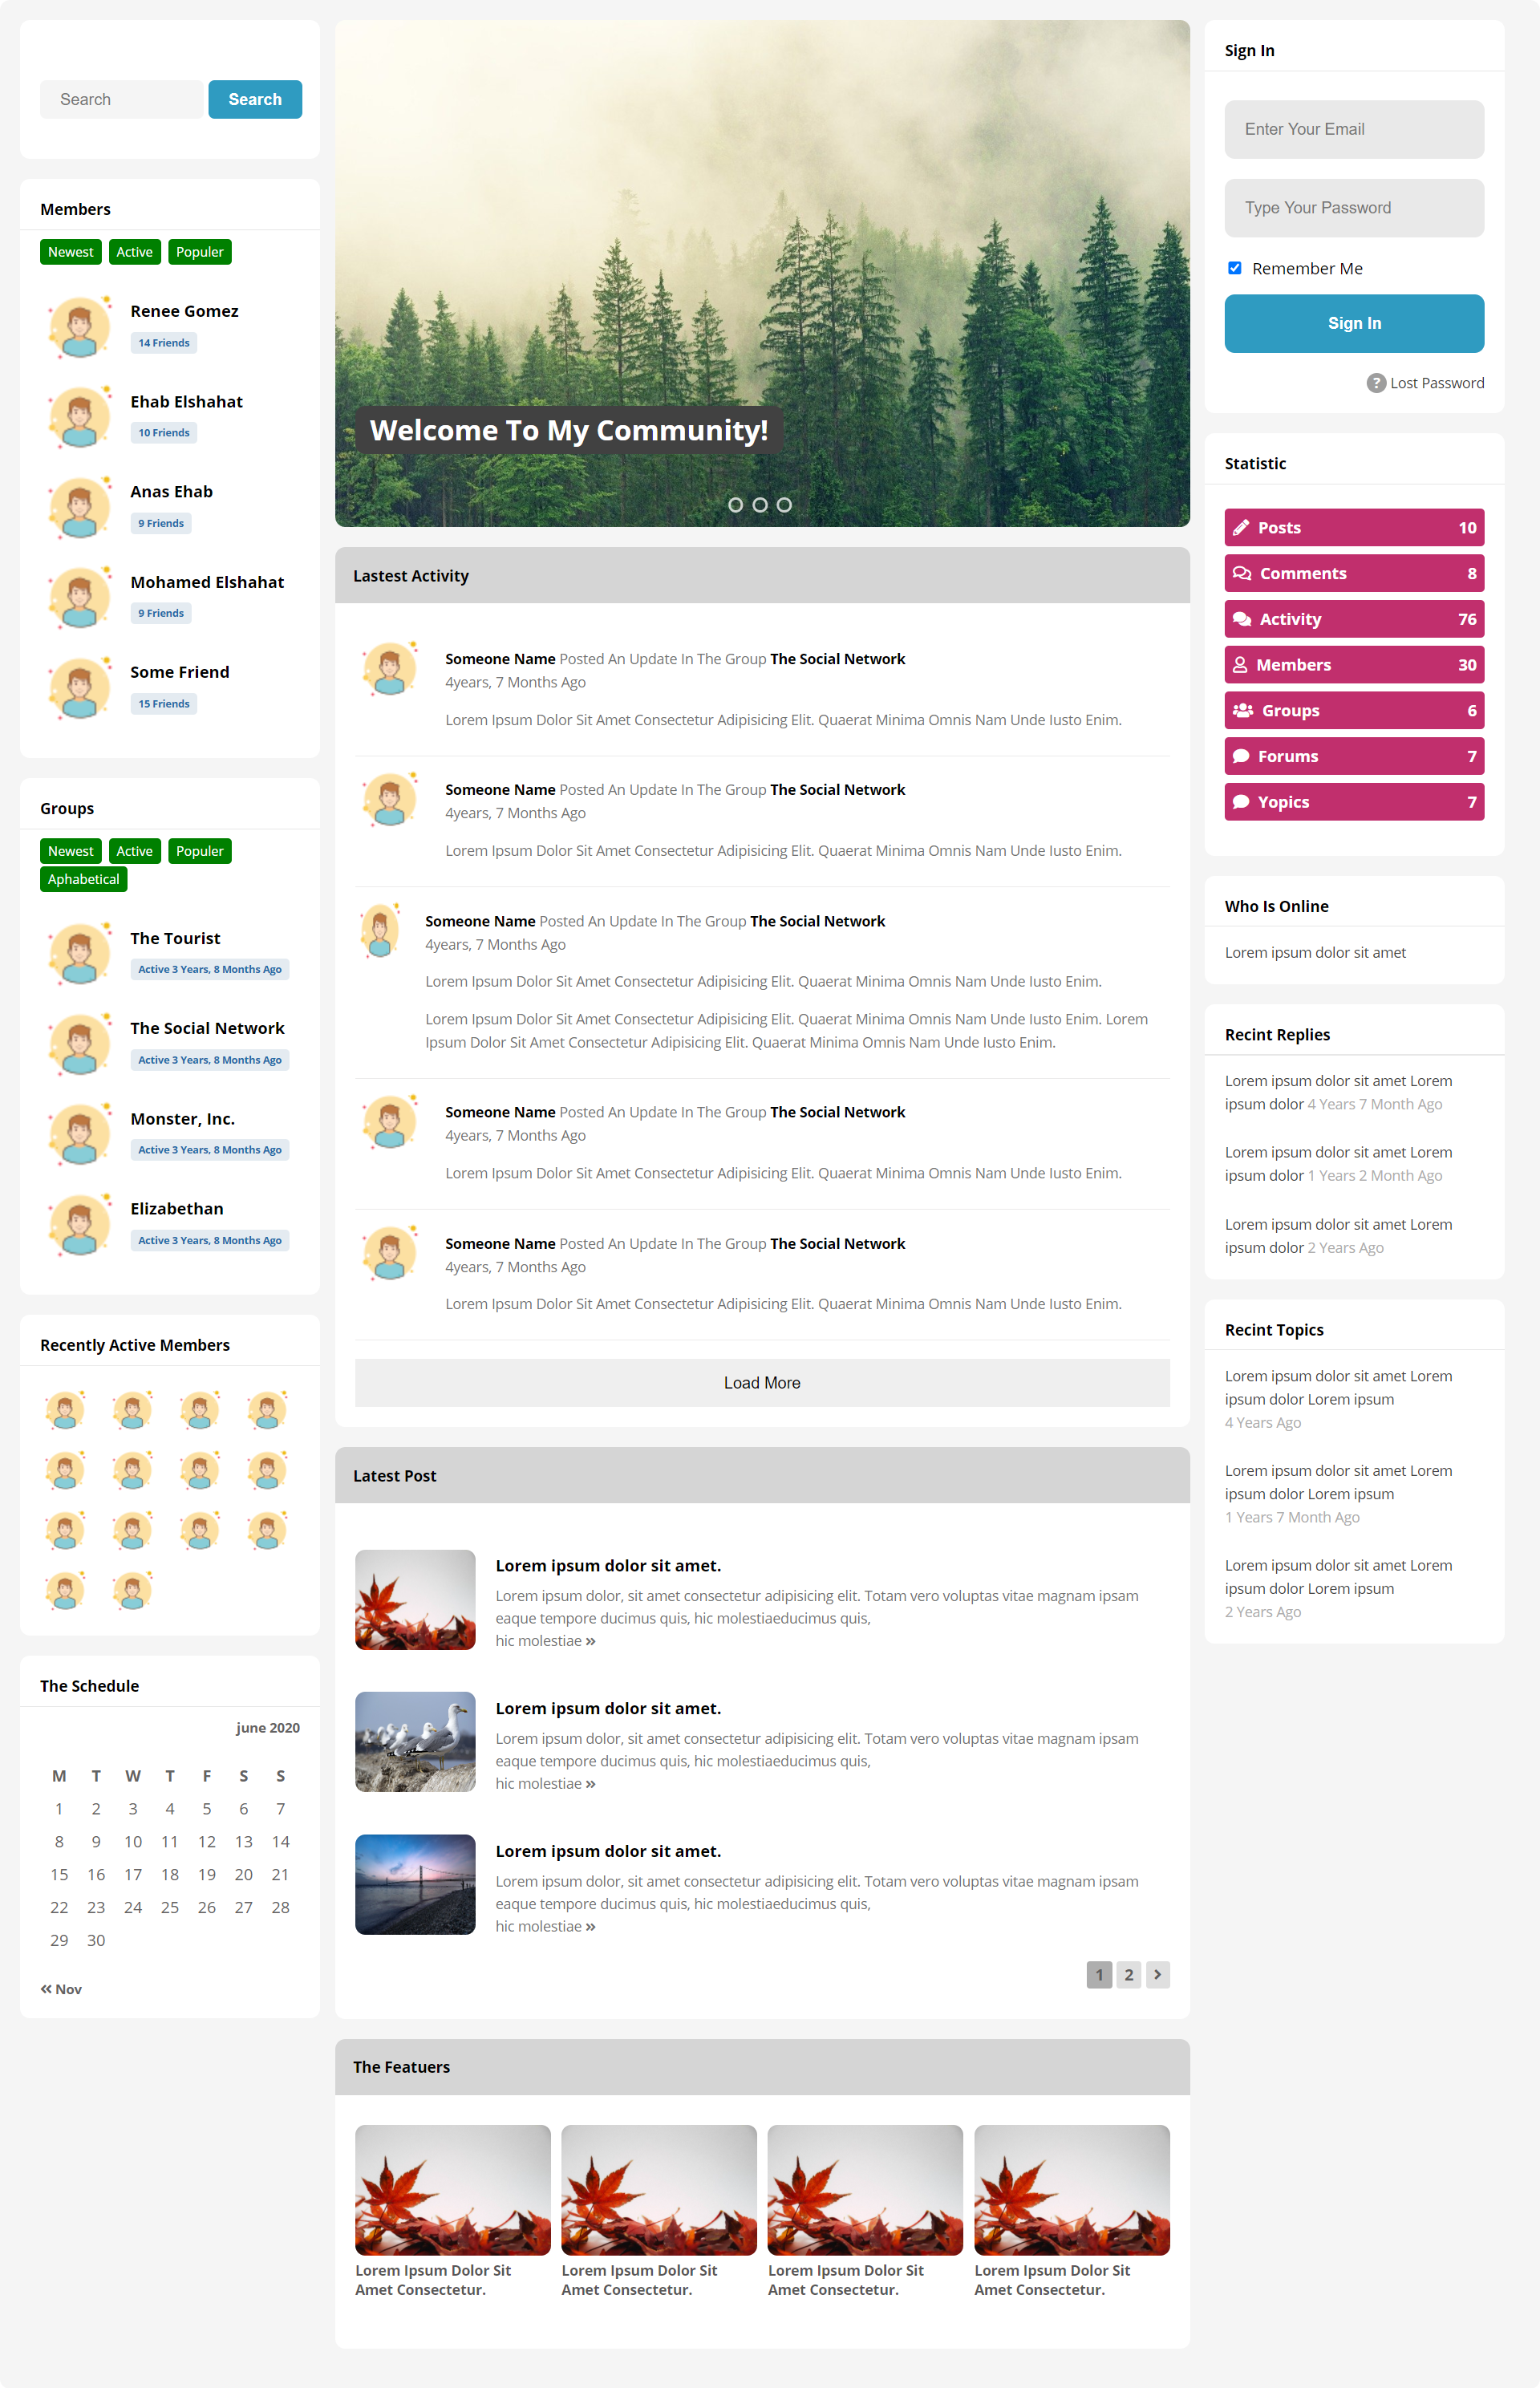 Search
Search
Members
Newest
Active
Populer
Renee Gomez
14 Friends
Ehab Elshahat
10 Friends
Anas Ehab
9 Friends
Mohamed Elshahat
9 Friends
Some Friend
15 Friends
Groups
Newest
Active
Populer
Aphabetical
The Tourist
Active 3 Years, 8 Months Ago
The Social Network
Active 3 Years, 8 Months Ago
Monster, Inc.
Active 3 Years, 8 Months Ago
Elizabethan
Active 3 Years, 8 Months Ago
Recently Active Members
The Schedule
june 2020
M T W T F S S
1 2 3 4 5 6 7
8 9 10 11 12 13 14
15 16 17 18 19 20 21
22 23 24 25 26 27 28
29 30
« Nov
Welcome To My Community!
Lastest Activity
Someone Name Posted An Update In The Group The Social Network
4years, 7 Months Ago
Lorem Ipsum Dolor Sit Amet Consectetur Adipisicing Elit. Quaerat Minima Omnis Nam Unde Iusto Enim.
Someone Name Posted An Update In The Group The Social Network
4years, 7 Months Ago
Lorem Ipsum Dolor Sit Amet Consectetur Adipisicing Elit. Quaerat Minima Omnis Nam Unde Iusto Enim.
Someone Name Posted An Update In The Group The Social Network
4years, 7 Months Ago
Lorem Ipsum Dolor Sit Amet Consectetur Adipisicing Elit. Quaerat Minima Omnis Nam Unde Iusto Enim.
Lorem Ipsum Dolor Sit Amet Consectetur Adipisicing Elit. Quaerat Minima Omnis Nam Unde Iusto Enim. Lorem
Ipsum Dolor Sit Amet Consectetur Adipisicing Elit. Quaerat Minima Omnis Nam Unde Iusto Enim.
Someone Name Posted An Update In The Group The Social Network
4years, 7 Months Ago
Lorem Ipsum Dolor Sit Amet Consectetur Adipisicing Elit. Quaerat Minima Omnis Nam Unde Iusto Enim.
Someone Name Posted An Update In The Group The Social Network
4years, 7 Months Ago
Lorem Ipsum Dolor Sit Amet Consectetur Adipisicing Elit. Quaerat Minima Omnis Nam Unde Iusto Enim.
Load More
Latest Post
Lorem ipsum dolor sit amet.
Lorem ipsum dolor, sit amet consectetur adipisicing elit. Totam vero voluptas vitae magnam ipsam
eaque tempore ducimus quis, hic molestiaeducimus quis,
hic molestiae »
Lorem ipsum dolor sit amet.
Lorem ipsum dolor, sit amet consectetur adipisicing elit. Totam vero voluptas vitae magnam ipsam
eaque tempore ducimus quis, hic molestiaeducimus quis,
hic molestiae »
Lorem ipsum dolor sit amet.
Lorem ipsum dolor, sit amet consectetur adipisicing elit. Totam vero voluptas vitae magnam ipsam
eaque tempore ducimus quis, hic molestiaeducimus quis,
hic molestiae »
1 2 >
The Featuers
Lorem Ipsum Dolor Sit
Amet Consectetur.
Lorem Ipsum Dolor Sit
Amet Consectetur.
Lorem Ipsum Dolor Sit
Amet Consectetur.
Lorem Ipsum Dolor Sit
Amet Consectetur.
Sign In
Enter Your Email
Type Your Password
Remember Me
Sign In
? Lost Password
Statistic
Posts 10
Comments 8
Activity 76
Members 30
Groups 6
Forums 7
Yopics 7
Who Is Online
Lorem ipsum dolor sit amet
Recint Replies
Lorem ipsum dolor sit amet Lorem
ipsum dolor 4 Years 7 Month Ago
Lorem ipsum dolor sit amet Lorem
ipsum dolor 1 Years 2 Month Ago
Lorem ipsum dolor sit amet Lorem
ipsum dolor 2 Years Ago
Recint Topics
Lorem ipsum dolor sit amet Lorem
ipsum dolor Lorem ipsum
4 Years Ago
Lorem ipsum dolor sit amet Lorem
ipsum dolor Lorem ipsum
1 Years 7 Month Ago
Lorem ipsum dolor sit amet Lorem
ipsum dolor Lorem ipsum
2 Years Ago